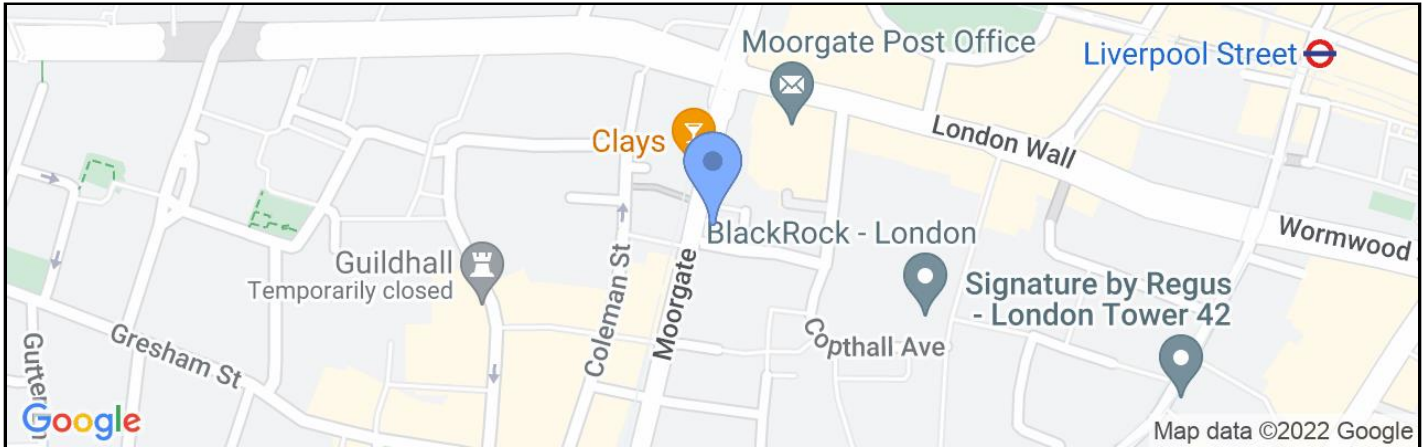 Moorgate Post Office
Liverpool Street
Clays
London Wall
BlackRock - London
Wormwood
Guildhall
Temporarily closed
Signature by Regus
- London Tower 42
Coleman St
Moorgate
Copthall Ave
Gresham St
Google
Map data ©2022 Google